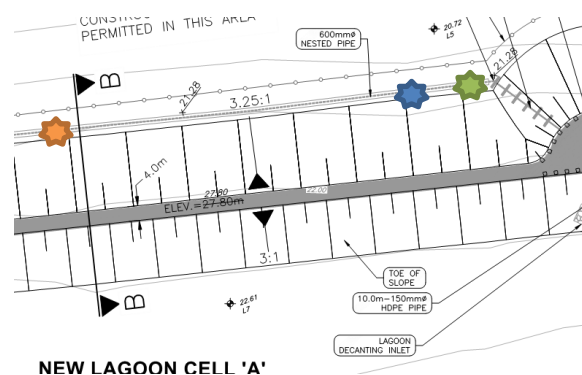 PERMITTED IN THIS AREA
600mmø
NESTED PIPE
20.72
L5
21.28
21.28
3.25:1
B
4.0m
27.80
ELEV.=27.80m
22.00
3:1
B
22.61
L7
TOE OF
SLOPE
10.0m-150mmø
HDPE PIPE
LAGOON
DECANTING INLET
NEW LAGOON CELL 'A'